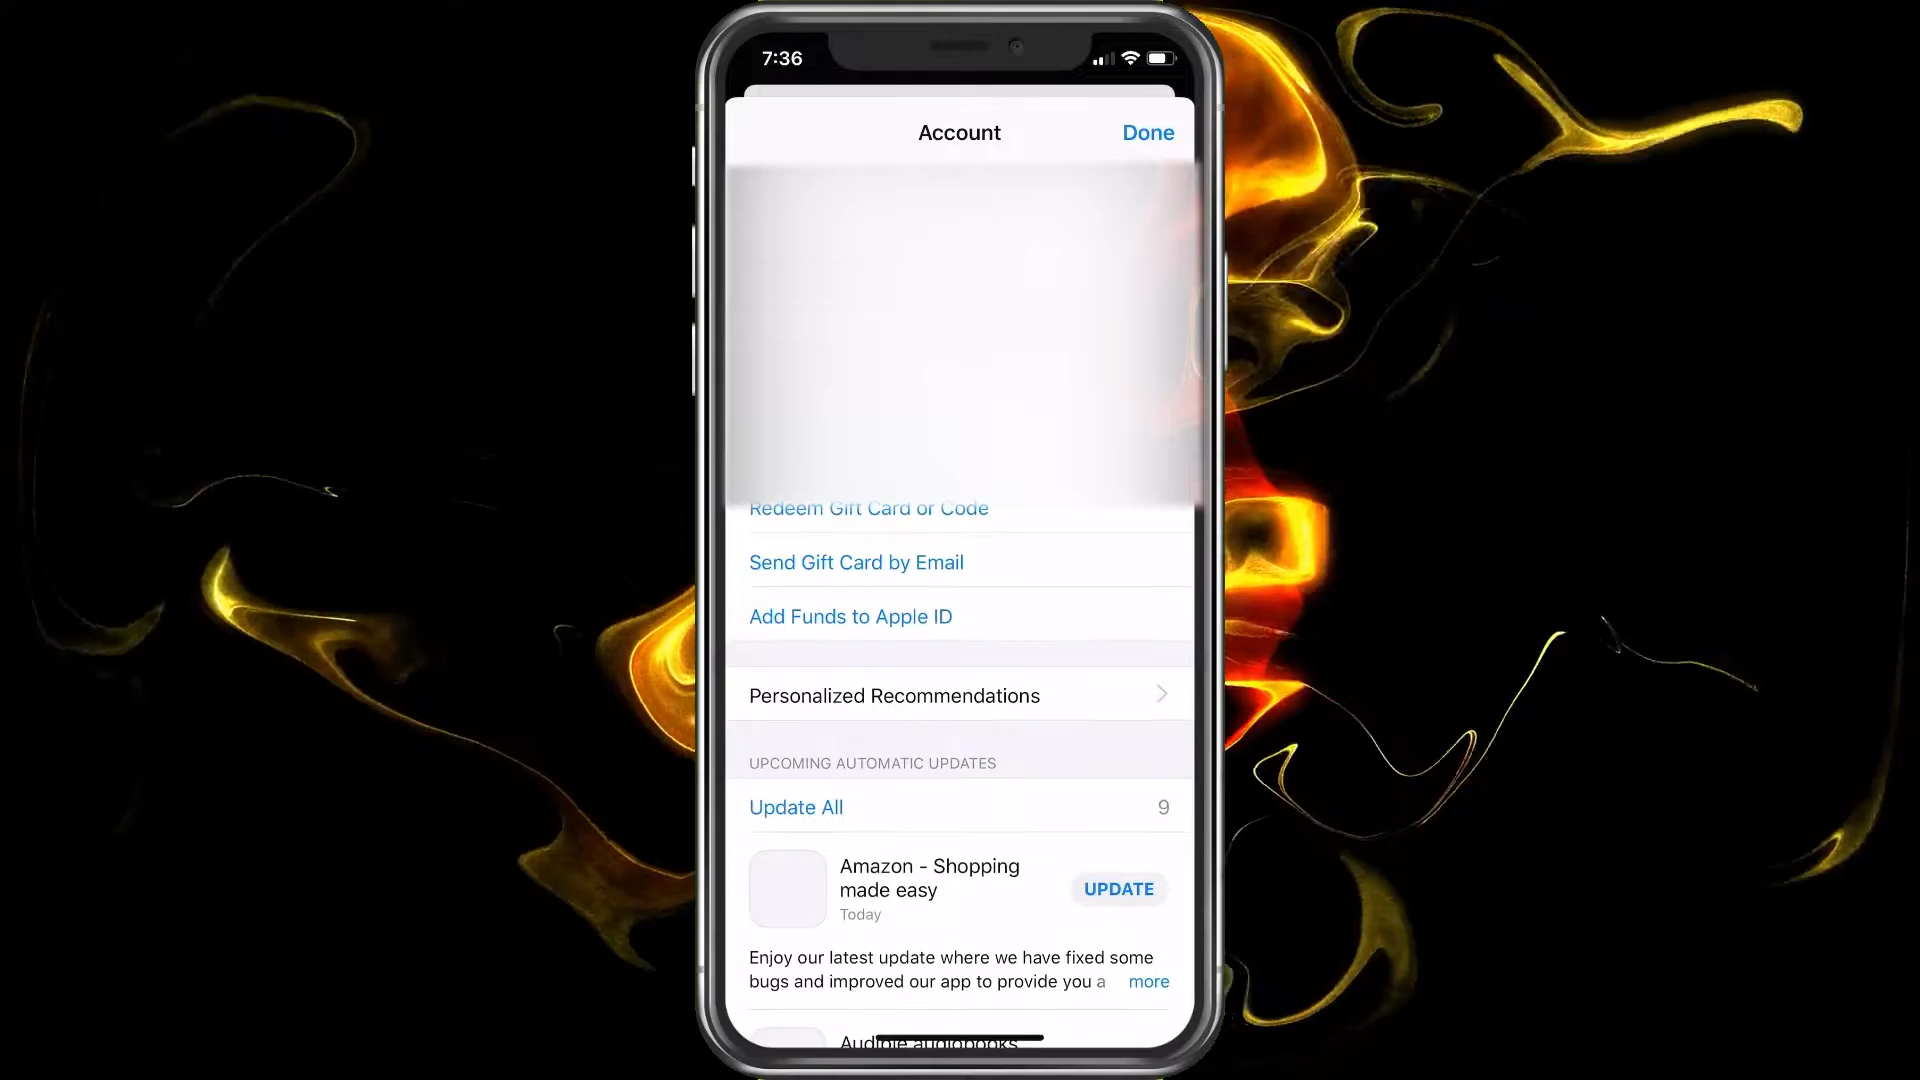 7:36
Account
Done
Redeem Gift Card or Code
Send Gift Card by Email
Add Funds to Apple ID
Personalized Recommendations
UPCOMING AUTOMATIC UPDATES
Update All
9
Amazon - Shopping
made easy
UPDATE
Today
Enjoy our latest update where we have fixed some
bugs and improved our app to provide you a more
Audible audiobooks